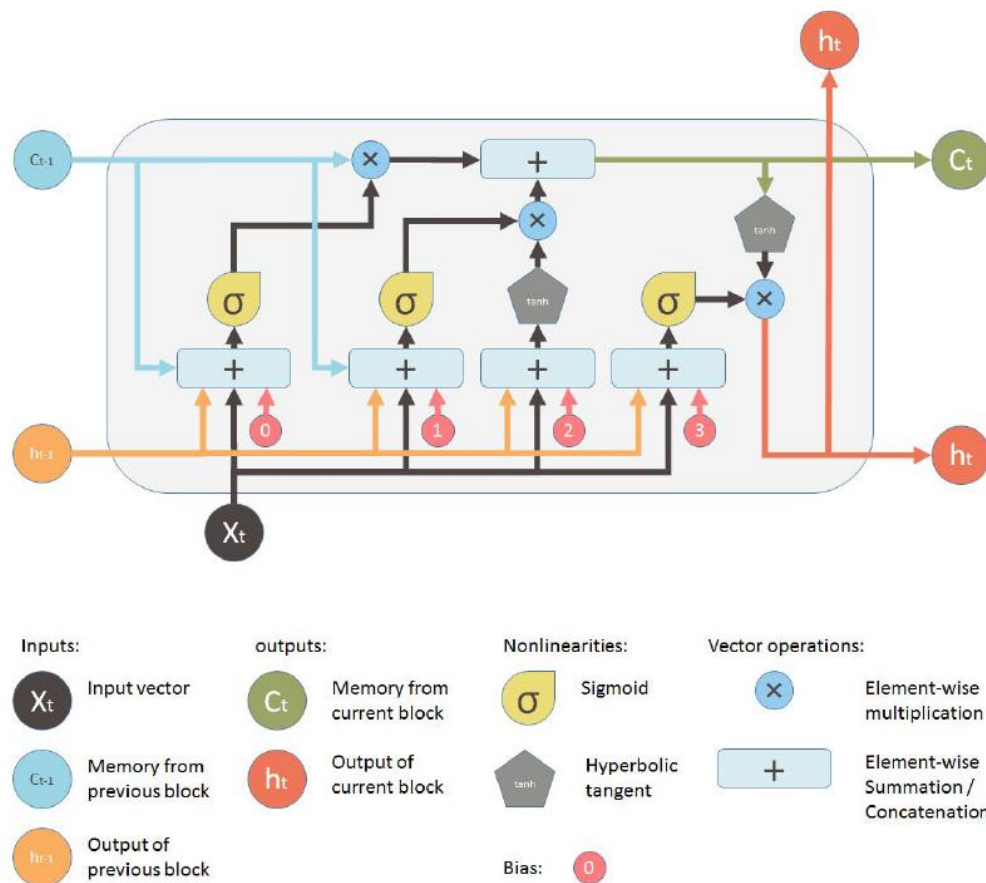 ht
Ct-1
×
+
Ct
×
tanh
σ
σ
tanh
σ
×
+
+
+
+
0
1
2
3
ht-1
ht
Xt
Inputs:
outputs:
Nonlinearities:
Vector operations:
Xt
Input vector
Ct
Memory from
current block
σ
Sigmoid
×
Element-wise
multiplication
Ct-1
Memory from
previous block
ht
Output of
current block
tanh
Hyperbolic
tangent
+
Element-wise
Summation /
Concatenation
ht-1
Output of
previous block
Bias:
0